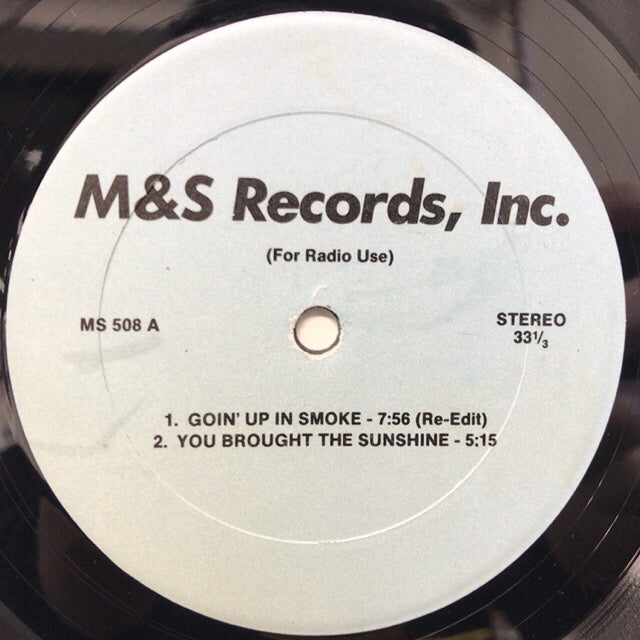 M&S Records, Inc.
(For Radio Use)
MS 508 A
STEREO
33⅓
1. GOIN' UP IN SMOKE - 7:56 (Re-Edit)
2. YOU BROUGHT THE SUNSHINE - 5:15